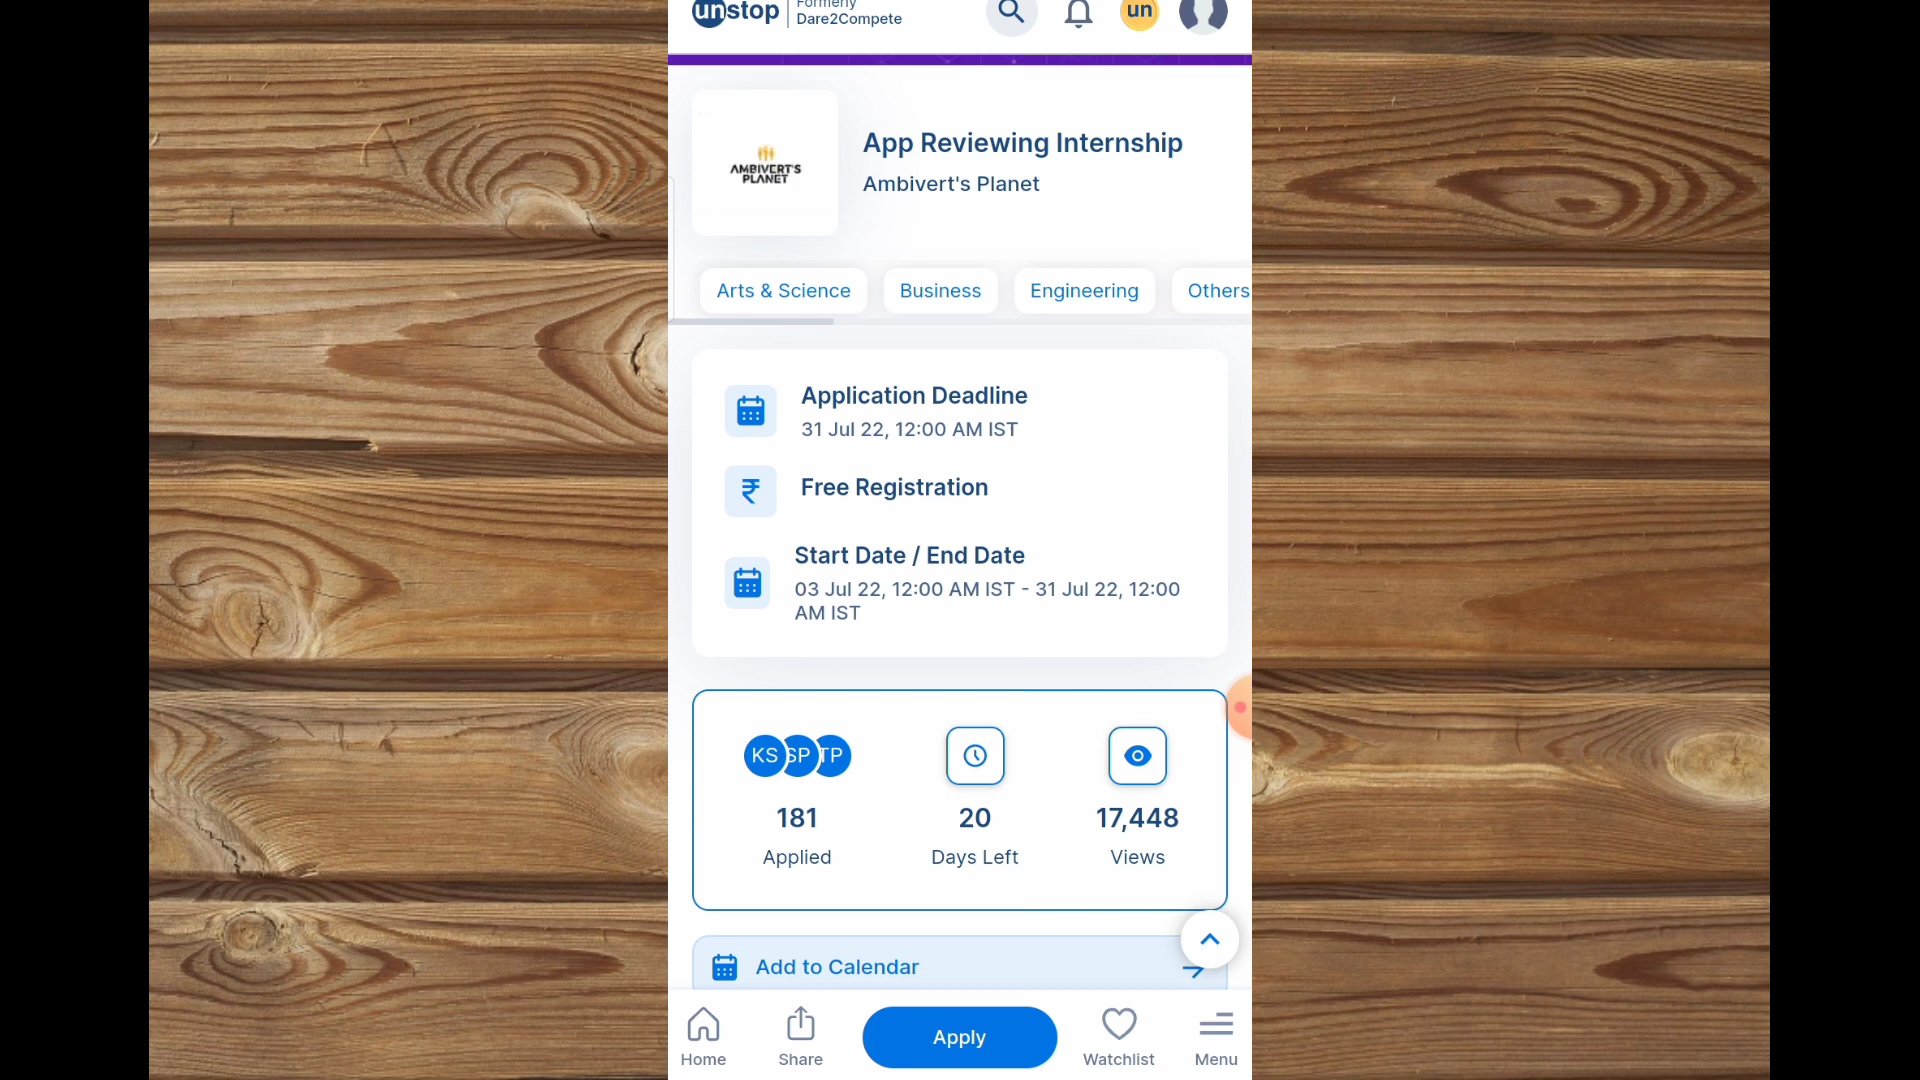 unstop
Formerly
Dare2Compete
un
AMBIVERT'S
PLANET
App Reviewing Internship
Ambivert's Planet
Arts & Science
Business
Engineering
Others
Application Deadline
31 Jul 22, 12:00 AM IST
₹
Free Registration
Start Date / End Date
03 Jul 22, 12:00 AM IST - 31 Jul 22, 12:00
AM IST
KS SP TP
181
Applied
20
Days Left
17,448
Views
Add to Calendar
Home
Share
Apply
Watchlist
Menu